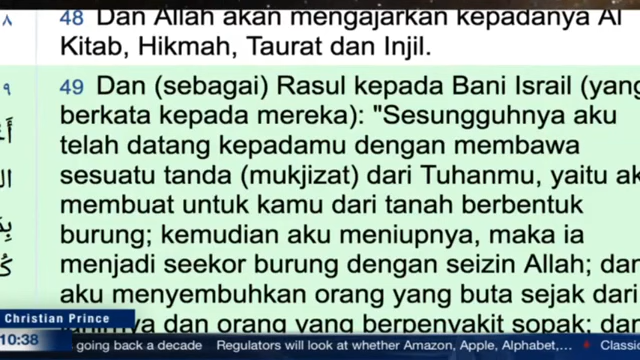 48 Dan Allah akan mengajarkan kepadanya Al
Kitab, Hikmah, Taurat dan Injil.
49 Dan (sebagai) Rasul kepada Bani Israil (yang
berkata kepada mereka): "Sesungguhnya aku
telah datang kepadamu dengan membawa
sesuatu tanda (mukjizat) dari Tuhanmu, yaitu ak
membuat untuk kamu dari tanah berbentuk
burung; kemudian aku meniupnya, maka ia
menjadi seekor burung dengan seizin Allah; dan
aku menyembuhkan orang yang buta sejak dari
dan orang yang berpenyakit sopak; dan
Christian Prince
10:38 going back a decade Regulators will look at whether Amazon, Apple, Alphabet,... Classic